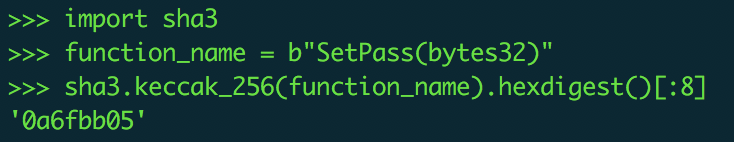 >>> import sha3
>>> function_name = b"SetPass(bytes32)"
>>> sha3.keccak_256(function_name).hexdigest()[:8]
'0a6fbb05'